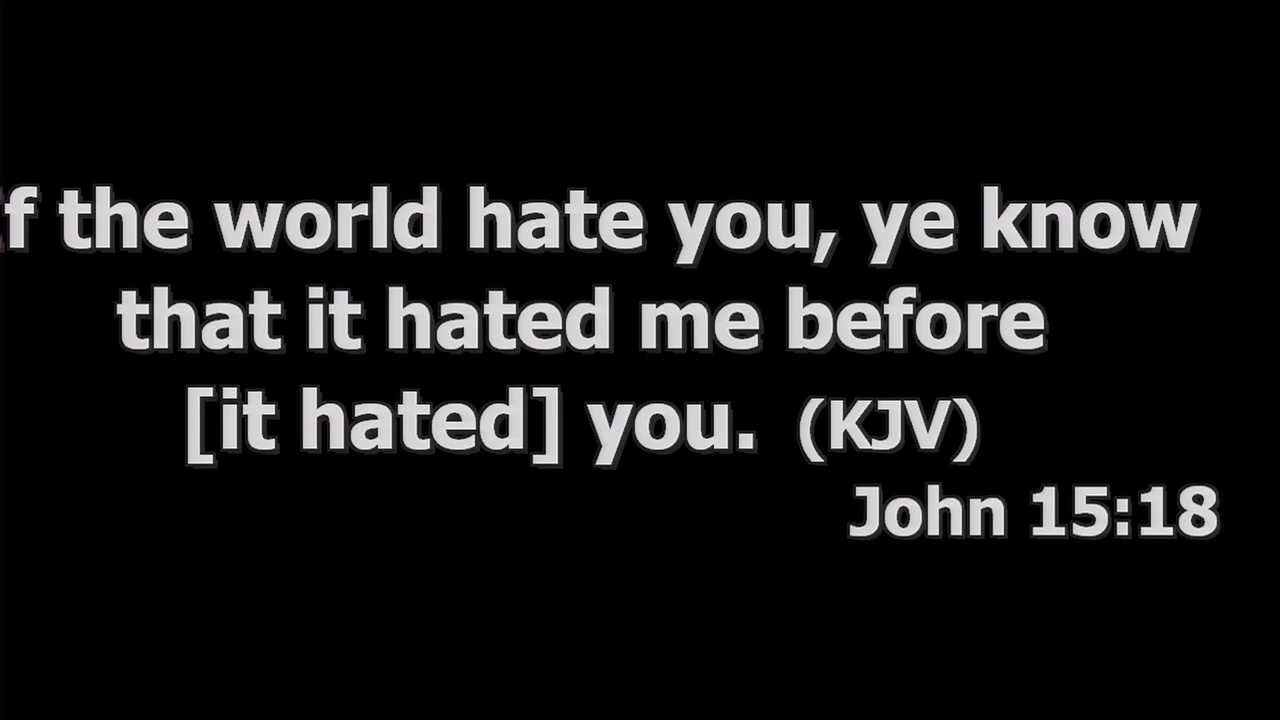 f the world hate you, ye know
that it hated me before
[it hated] you. (KJV)
John 15:18